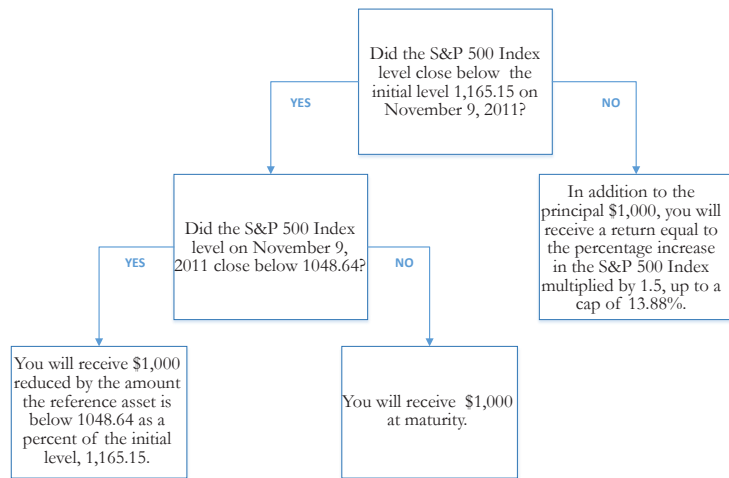 Did the S&P 500 Index
level close below the
initial level 1,165.15 on
November 9, 2011?
YES
NO
Did the S&P 500 Index
level on November 9,
2011 close below 1048.64?
In addition to the
principal $1,000, you will
receive a return equal to
the percentage increase
in the S&P 500 Index
multiplied by 1.5, up to a
cap of 13.88%.
YES
NO
You will receive $1,000
reduced by the amount
the reference asset is
below 1048.64 as a
percent of the initial
level, 1,165.15.
You will receive $1,000
at maturity.